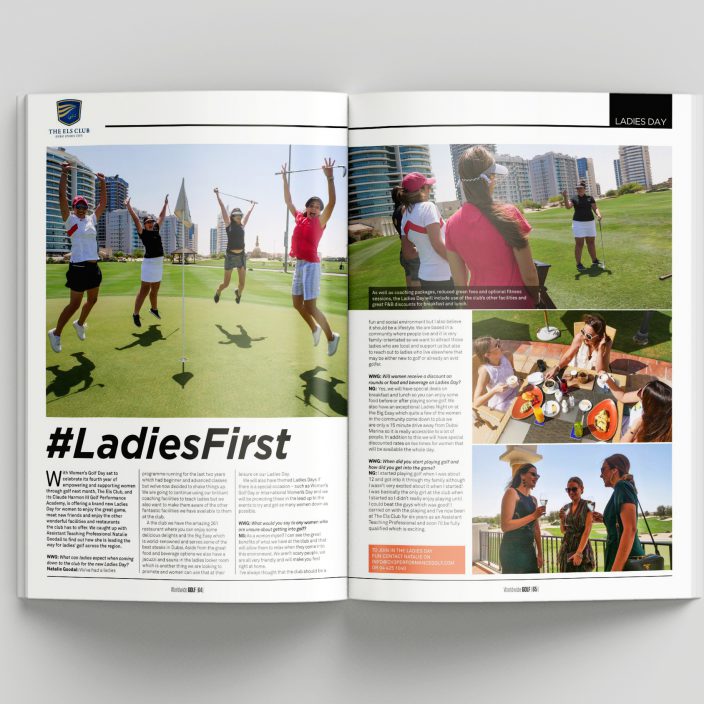 THE ELS CLUB
LADIES DAY
#LadiesFirst
With Women's Golf Day set to
celebrate its fourth year of
empowering and supporting women
through golf next month, The Els Club, and
its Claude Harmon III Golf Performance
Academy, is offering a brand new Ladies
Day for women to enjoy the great game,
meet new friends and enjoy the other
wonderful facilities and restaurants
the club has to offer. We caught up with
Assistant Teaching Professional Natalie
Goodall to find out how she is leading the
way for ladies' golf across the region.
WWG: What can ladies expect when coming
down to the club for the new Ladies Day?
Natalie Goodall: We've had a ladies
programme running for the last two years
which had beginner and advanced classes
but we've now decided to shake things up.
We are going to continue using our brilliant
coaching facilities to teach ladies but we
also want to make them aware of the other
fantastic facilities we have available to them
at the club.
At the club we have the amazing 261
restaurant where you can enjoy some
delicious delights and the Big Easy which
is world-renowned and serves some of the
best steaks in Dubai. Aside from the great
food and beverage options we also have a
jacuzzi and sauna in the ladies locker room
which is another thing we are looking to
promote and women can use that at their
leisure on our Ladies Day.
We will also have themed Ladies Days. If
there is a special occasion - such as Women's
Golf Day or International Women's Day and we
will be promoting these in the lead up to the
events to try and get as many women down as
possible.
WWG: What would you say to any women who
are unsure about getting into golf?
NG: As a woman myself I can see the great
benefits of what we have at the club and that
will allow them to relax when they come into
this environment. We aren't scary people, we
are all very friendly and will make you feel
right at home.
I've always thought that the club should be a
As well as coaching packages, reduced green fees and optional fitness
sessions, the Ladies Day will include use of the club's other facilities and
great F&B discounts for breakfast and lunch.
fun and social environment but I also believe
it should be a lifestyle. We are based in a
community where people live and it is very
family-orientated so we want to attract those
ladies who are local and support us but also
to reach out to ladies who live elsewhere that
may be either new to golf or already an avid
golfer.
WWG: Will women receive a discount on
rounds or food and beverage on Ladies Day?
NG: Yes, we will have special deals on
breakfast and lunch so you can enjoy some
food before or after playing some golf. We
also have an exceptional Ladies Night on at
the Big Easy which quite a few of the women
in the community come down to plus we
are only a 15 minute drive away from Dubai
Marina so it is really accessible to a lot of
people. In addition to this we will have special
discounted rates on tee times for women that
will be available the whole day.
WWG: When did you start playing golf and
how did you get into the game?
NG: I started playing golf when I was about
12 and got into it through my family although
I wasn't very excited about it when I started!
I was basically the only girl at the club when
I started so I didn't really enjoy playing until
I could beat the guys which was good! I
carried on with the playing and I've now been
at The Els Club for six years as an Assistant
Teaching Professional and soon I'll be fully
qualified which is exciting.
TO JOIN IN THE LADIES DAY
FUN CONTACT NATALIE ON
04 425 1040
Worldwide GOLF |64|
Worldwide GOLF |65|